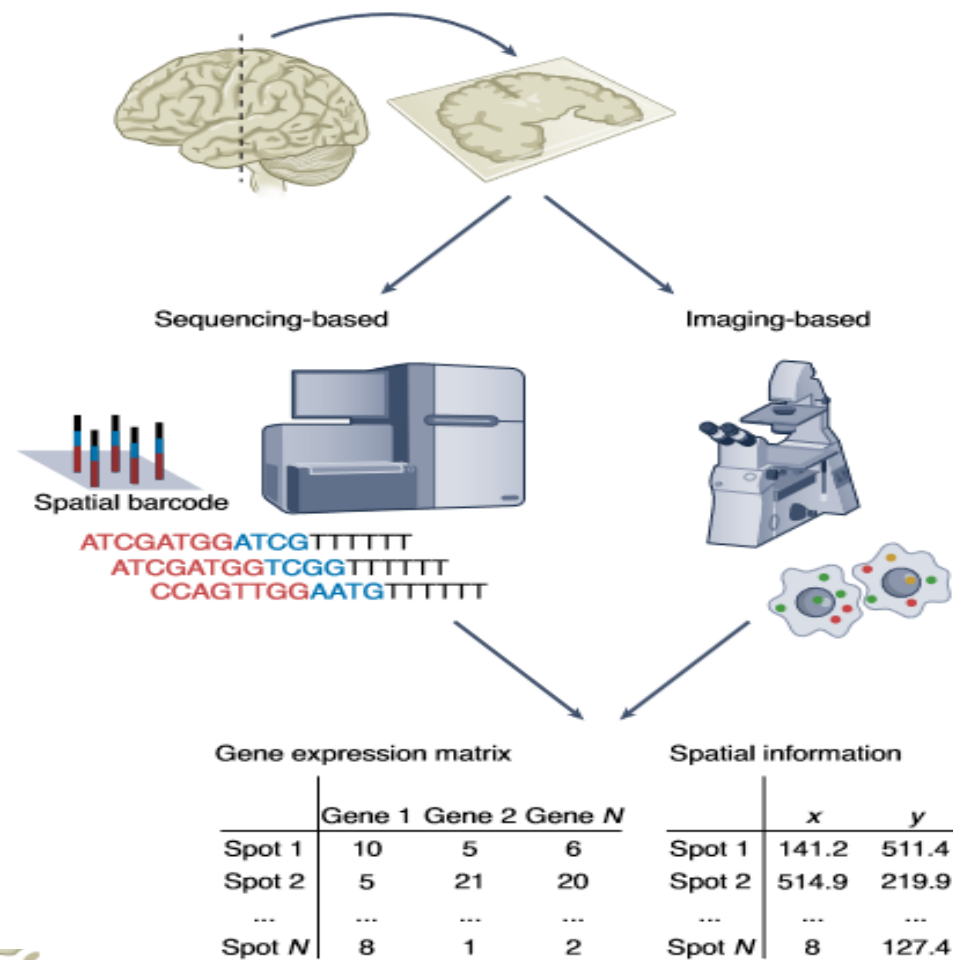 Sequencing-based
Imaging-based
Spatial barcode
ATCGATGGATCGTTTTTT
ATCGATGGTCGGTTTTTT
CCAGTTGGAATGTTTTTT
Gene expression matrix
Gene 1 Gene 2 Gene N
Spot 1 10 5 6
Spot 2 5 21 20
... ... ... ...
Spot N 8 1 2
Spatial information
x y
Spot 1 141.2 511.4
Spot 2 514.9 219.9
... ... ...
Spot N 8 127.4